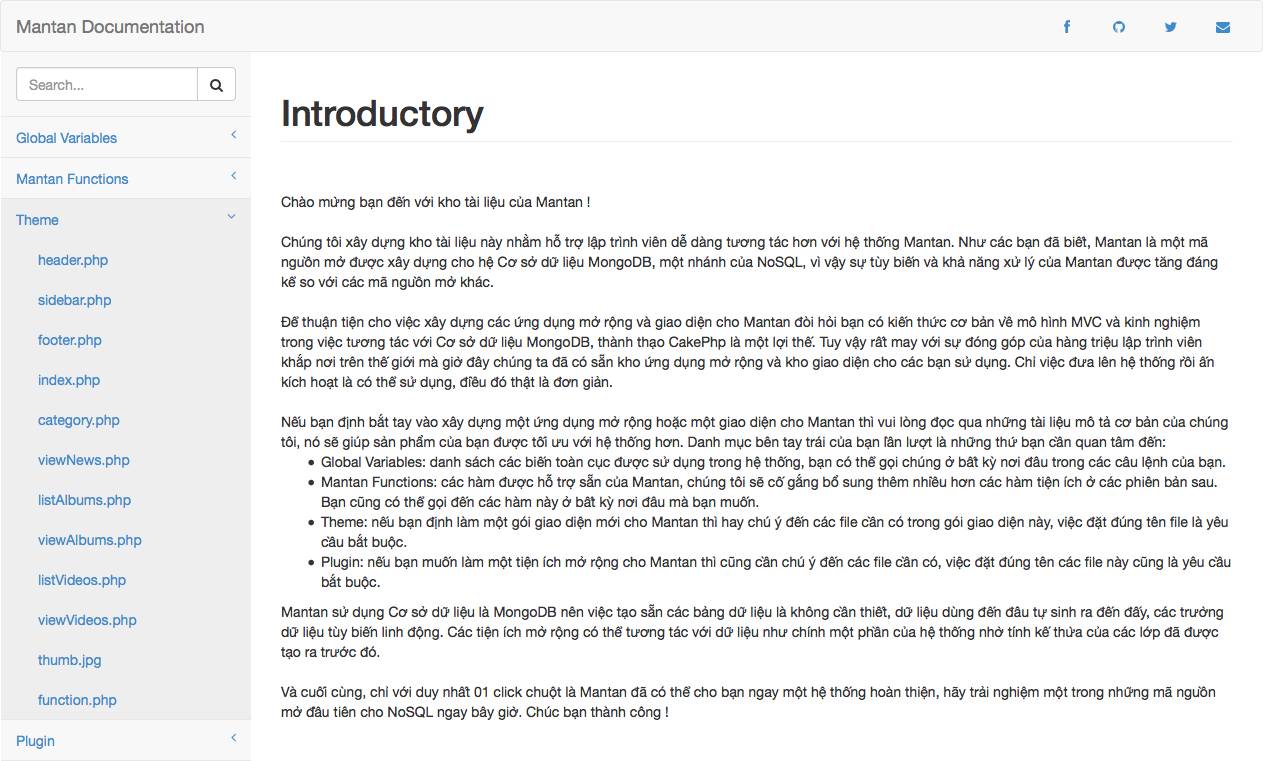 Mantan Documentation
Search...
Global Variables
Mantan Functions
Theme
header.php
sidebar.php
footer.php
index.php
category.php
viewNews.php
listAlbums.php
viewAlbums.php
listVideos.php
viewVideos.php
thumb.jpg
function.php
Plugin
Introductory
Chào mừng bạn đến với kho tài liệu của Mantan !
Chúng tôi xây dựng kho tài liệu này nhằm hỗ trợ lập trình viên dễ dàng tương tác hơn với hệ thống Mantan. Như các bạn đã biết, Mantan là một mã
nguồn mở được xây dựng cho hệ Cơ sở dữ liệu MongoDB, một nhánh của NoSQL, vì vậy sự tùy biến và khả năng xử lý của Mantan được tăng đáng
kể so với các mã nguồn mở khác.
Để thuận tiện cho việc xây dựng các ứng dụng mở rộng và giao diện cho Mantan đòi hỏi bạn có kiến thức cơ bản về mô hình MVC và kinh nghiệm
trong việc tương tác với Cơ sở dữ liệu MongoDB, thành thạo CakePhp là một lợi thế. Tuy vậy rất may với sự đóng góp của hàng triệu lập trình viên
khắp nơi trên thế giới mà giờ đây chúng ta đã có sẵn kho ứng dụng mở rộng và kho giao diện cho các bạn sử dụng. Chỉ việc đưa lên hệ thống rồi ấn
kích hoạt là có thể sử dụng, điều đó thật là đơn giản.
Nếu bạn định bắt tay vào xây dựng một ứng dụng mở rộng hoặc một giao diện cho Mantan thì vui lòng đọc qua những tài liệu mô tả cơ bản của chúng
tôi, nó sẽ giúp sản phẩm của bạn được tối ưu với hệ thống hơn. Danh mục bên tay trái của bạn lần lượt là những thứ bạn cần quan tâm đến:
• Global Variables: danh sách các biến toàn cục được sử dụng trong hệ thống, bạn có thể gọi chúng ở bất kỳ nơi đâu trong các câu lệnh của bạn.
• Mantan Functions: các hàm được hỗ trợ sẵn của Mantan, chúng tôi sẽ cố gắng bổ sung thêm nhiều hơn các hàm tiện ích ở các phiên bản sau.
Bạn cũng có thể gọi đến các hàm này ở bất kỳ nơi đâu mà bạn muốn.
• Theme: nếu bạn định làm một gói giao diện mới cho Mantan thì hay chú ý đến các file cần có trong gói giao diện này, việc đặt đúng tên file là yêu
cầu bắt buộc.
• Plugin: nếu bạn muốn làm một tiện ích mở rộng cho Mantan thì cũng cần chú ý đến các file cần có, việc đặt đúng tên các file này cũng là yêu cầu
bắt buộc.
Mantan sử dụng Cơ sở dữ liệu là MongoDB nên việc tạo sẵn các bảng dữ liệu là không cần thiết, dữ liệu dùng đến đâu tự sinh ra đến đấy, các trường
dữ liệu tùy biến linh động. Các tiện ích mở rộng có thể tương tác với dữ liệu như chính một phần của hệ thống nhờ tính kế thừa của các lớp đã được
tạo ra trước đó.
Và cuối cùng, chỉ với duy nhất 01 click chuột là Mantan đã có thể cho bạn ngay một hệ thống hoàn thiện, hãy trải nghiệm một trong những mã nguồn
mở đầu tiên cho NoSQL ngay bây giờ. Chúc bạn thành công !